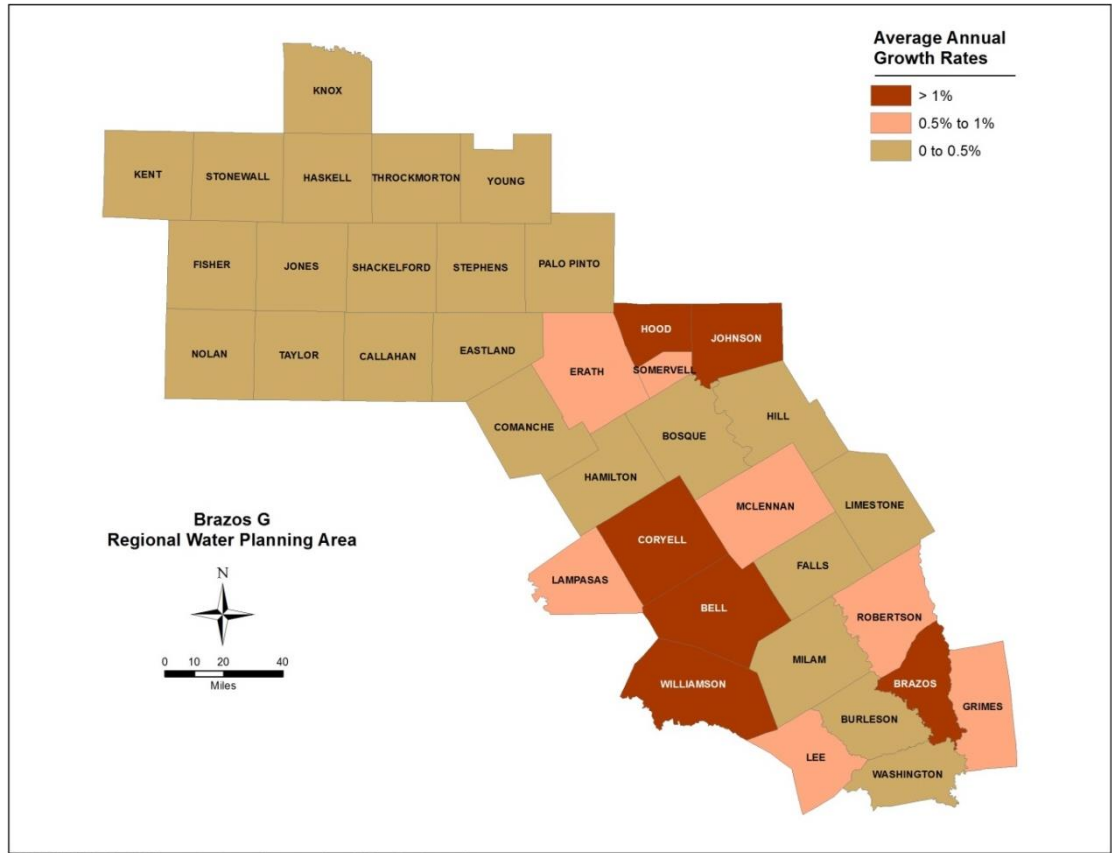 Average Annual
Growth Rates
> 1%
0.5% to 1%
0 to 0.5%
KNOX
KENT
STONEWALL
HASKELL
THROCKMORTON
YOUNG
FISHER
JONES
SHACKELFORD
STEPHENS
PALO PINTO
NOLAN
TAYLOR
CALLAHAN
EASTLAND
ERATH
HOOD
JOHNSON
SOMERVELL
COMANCHE
BOSQUE
HILL
HAMILTON
MCLENNAN
LIMESTONE
CORYELL
FALLS
LAMPASAS
BELL
ROBERTSON
MILAM
WILLIAMSON
BRAZOS
GRIMES
BURLESON
LEE
WASHINGTON
Brazos G
Regional Water Planning Area
N
0 10 20 40
Miles